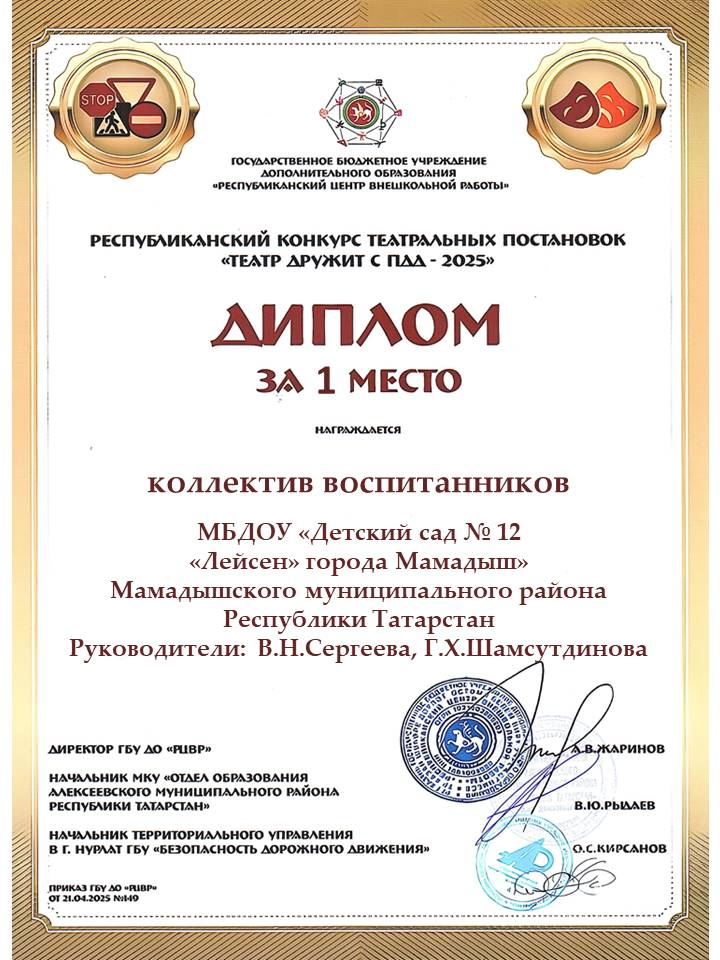 STOP
ГОСУДАРСТВЕННОЕ БЮДЖЕТНОЕ УЧРЕЖДЕНИЕ
ДОПОЛНИТЕЛЬНОГО ОБРАЗОВАНИЯ
«РЕСПУБЛИКАНСКИЙ ЦЕНТР ВНЕШКОЛЬНОЙ РАБОТЫ»
РЕСПУБЛИКАНСКИЙ КОНКУРС ТЕАТРАЛЬНЫХ ПОСТАНОВОК
«ТЕАТР ДРУЖИТ С ПДД - 2025»
ДИПЛОМ
ЗА 1 МЕСТО
НАГРАЖДАЕТСЯ
коллектив воспитанников
МБДОУ «Детский сад № 12
«Лейсен» города Мамадыш»
Мамадышского муниципального района
Республики Татарстан
Руководители: В.Н.Сергеева, Г.Х.Шамсутдинова
ДИРЕКТОР ГБУ ДО «РЦВР» А.В.ЖАРИНОВ
НАЧАЛЬНИК МКУ «ОТДЕЛ ОБРАЗОВАНИЯ
АЛЕКСЕЕВСКОГО МУНИЦИПАЛЬНОГО РАЙОНА
РЕСПУБЛИКИ ТАТАРСТАН» В.Ю.РЫДАЕВ
НАЧАЛЬНИК ТЕРРИТОРИАЛЬНОГО УПРАВЛЕНИЯ
В Г. НУРЛАТ ГБУ «БЕЗОПАСНОСТЬ ДОРОЖНОГО ДВИЖЕНИЯ» О.С.КИРСАНОВ
ПРИКАЗ ГБУ ДО «РЦВР»
ОТ 21.04.2025 №149